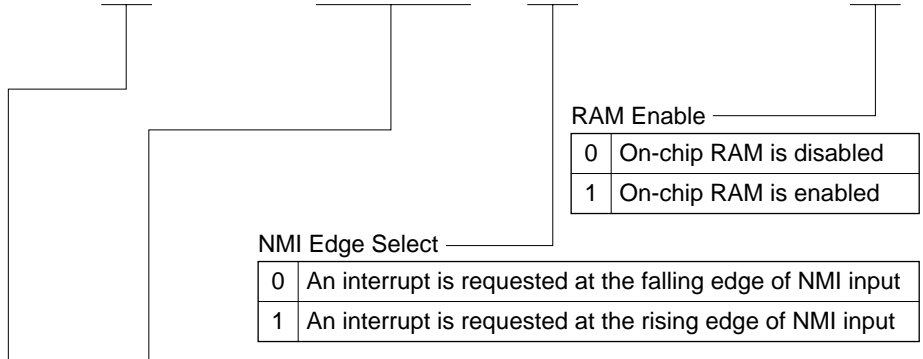 RAM Enable
0 On-chip RAM is disabled
1 On-chip RAM is enabled
NMI Edge Select
0 An interrupt is requested at the falling edge of NMI input
1 An interrupt is requested at the rising edge of NMI input